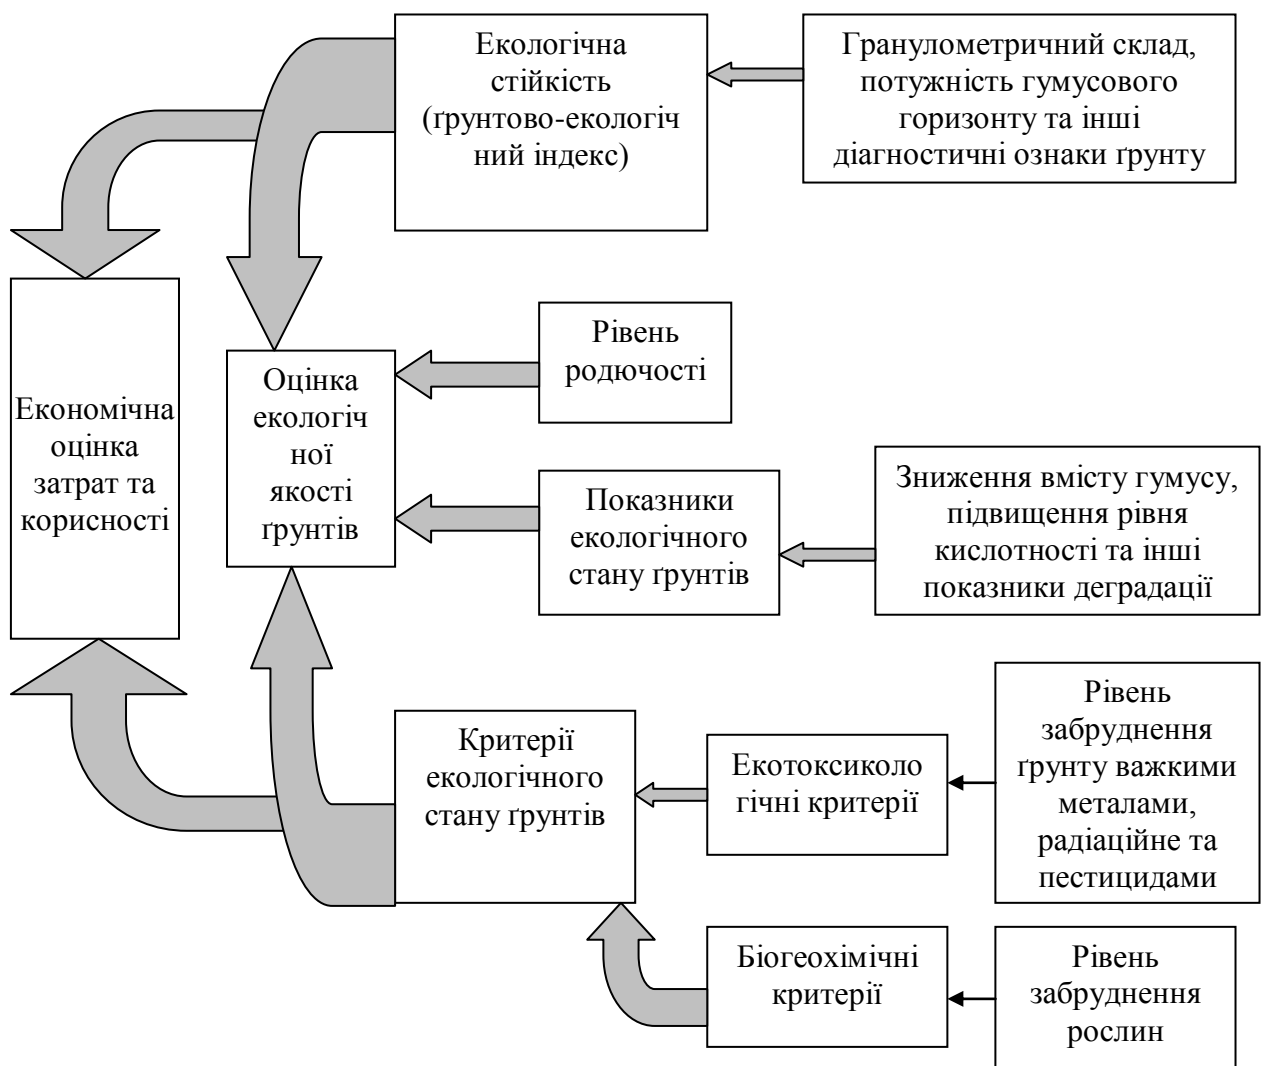 Екологічна
стійкість
(ґрунтово-екологіч
ний індекс)
Гранулометричний склад,
потужність гумусового
горизонту та інші
діагностичні ознаки ґрунту
Рівень
родючості
Економічна
оцінка
затрат та
корисності
Оцінка
екологіч
ної
якості
ґрунтів
Показники
екологічного
стану ґрунтів
Зниження вмісту гумусу,
підвищення рівня
кислотності та інші
показники деградації
Критерії
екологічного
стану ґрунтів
Екотоксиколо
гічні критерії
Рівень
забруднення
ґрунту важкими
металами,
радіаційне та
пестицидами
Біогеохімічні
критерії
Рівень
забруднення
рослин